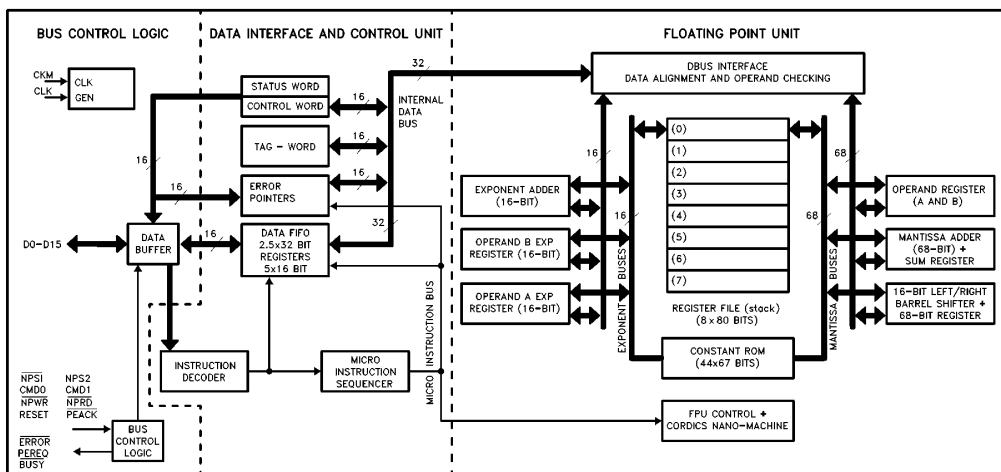 BUS CONTROL LOGIC
DATA INTERFACE AND CONTROL UNIT
FLOATING POINT UNIT
CKM
CLK
CLK
GEN
STATUS WORD
CONTROL WORD
16
TAG - WORD
16
ERROR
POINTERS
16
16
16
32
INTERNAL
DATA
BUS
32
D0-D15
DATA
BUFFER
16
DATA FIFO
2.5x32 BIT
REGISTERS
5x16 BIT
INSTRUCTION
DECODER
MICRO
INSTRUCTION
SEQUENCER
MICRO INSTRUCTION BUS
NPS1 NPS2
CMD0 CMD1
NPWR NPRD
RESET PEACK
ERROR
PEREQ
BUSY
BUS
CONTROL
LOGIC
DBUS INTERFACE
DATA ALIGNMENT AND OPERAND CHECKING
16
68
(0)
(1)
(2)
(3)
(4)
(5)
(6)
(7)
EXPONENT ADDER
(16-BIT)
OPERAND B EXP
REGISTER (16-BIT)
OPERAND A EXP
REGISTER (16-BIT)
16
EXPONENT BUSES
REGISTER FILE (stack)
(8x80 BITS)
68
MANTISSA BUSES
OPERAND REGISTER
(A AND B)
MANTISSA ADDER
(68-BIT) +
SUM REGISTER
16-BIT LEFT/RIGHT
BARREL SHIFTER +
68-BIT REGISTER
CONSTANT ROM
(44x67 BITS)
FPU CONTROL +
CORDICS NANO-MACHINE